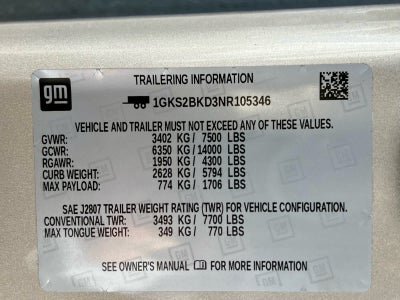 gm
TRAILERING INFORMATION
1GKS2BKD3NR105346
VEHICLE AND TRAILER MUST NOT EXCEED ANY OF THESE VALUES.
GVWR: 3402 KG/ 7500 LBS
GCWR: 6350 KG/ 14000 LBS
RGAWR: 1950 KG/ 4300 LBS
CURB WEIGHT: 2628 KG/ 5794 LBS
MAX PAYLOAD: 774 KG/ 1706 LBS
SAE J2807 TRAILER WEIGHT RATING (TWR) FOR VEHICLE CONFIGURATION.
CONVENTIONAL TWR: 3493 KG/ 7700 LBS
MAX TONGUE WEIGHT: 349 KG/ 770 LBS
SEE OWNER'S MANUAL FOR MORE INFORMATION